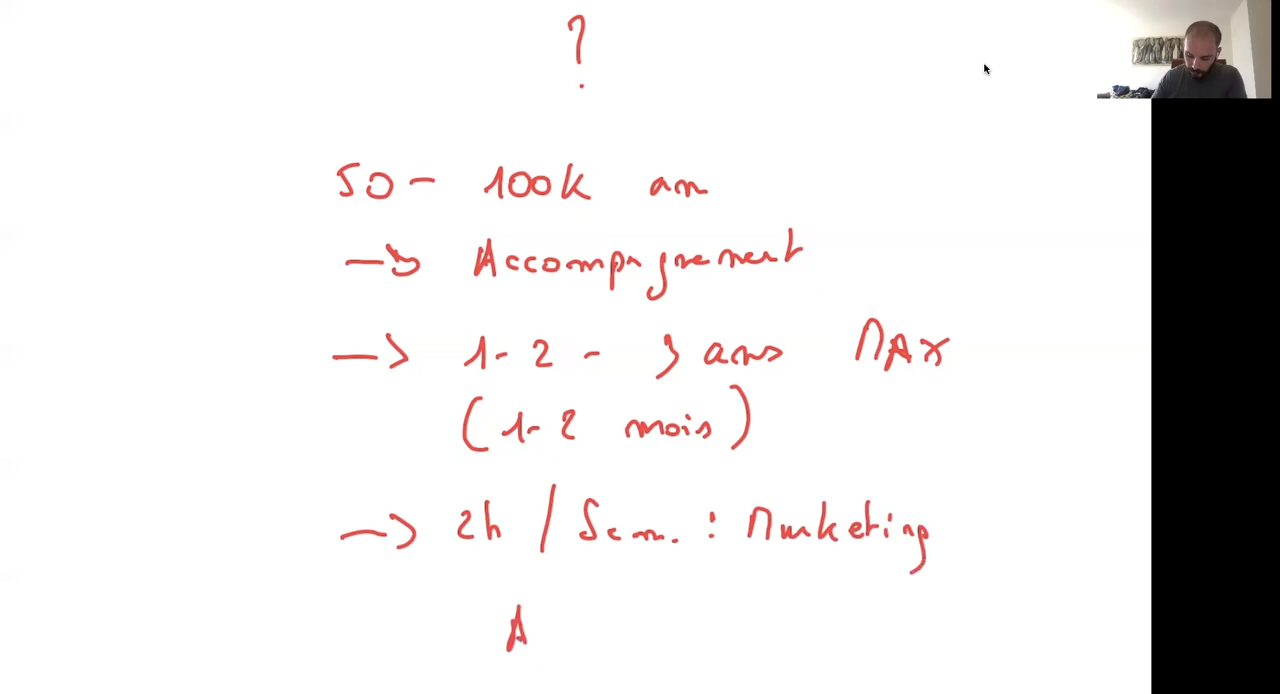 ?
50 - 100k an
→ Accompagnement
→ 1 - 2 - 3 ans MAX
(1 - 2 mois)
→ 2h / Sem. : Marketing
A